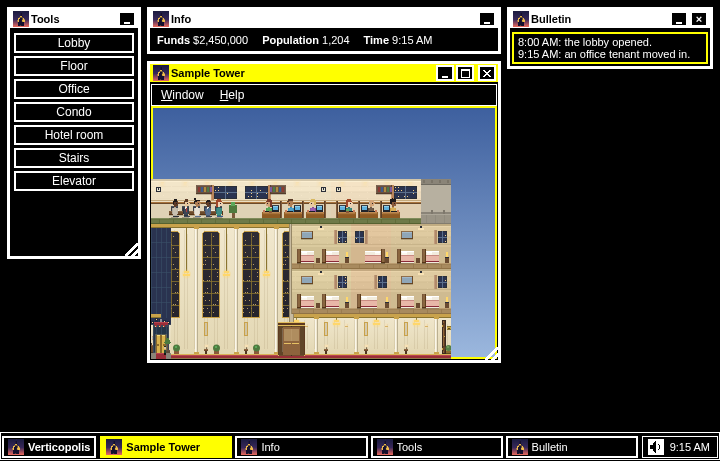 Tools
Lobby
Floor
Office
Condo
Hotel room
Stairs
Elevator
Info
Funds $2,450,000 Population 1,204 Time 9:15 AM
Sample Tower
Window Help
Bulletin
8:00 AM: the lobby opened.
9:15 AM: an office tenant moved in.
Verticopolis Sample Tower Info Tools Bulletin 9:15 AM